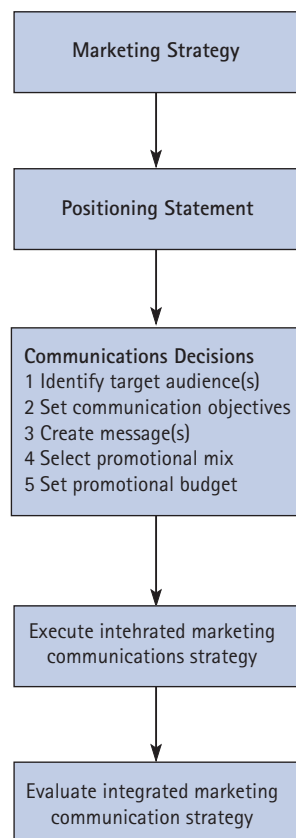 Marketing Strategy
Positioning Statement
Communications Decisions
1 Identify target audience(s)
2 Set communication objectives
3 Create message(s)
4 Select promotional mix
5 Set promotional budget
Execute intehrated marketing
communications strategy
Evaluate integrated marketing
communication strategy